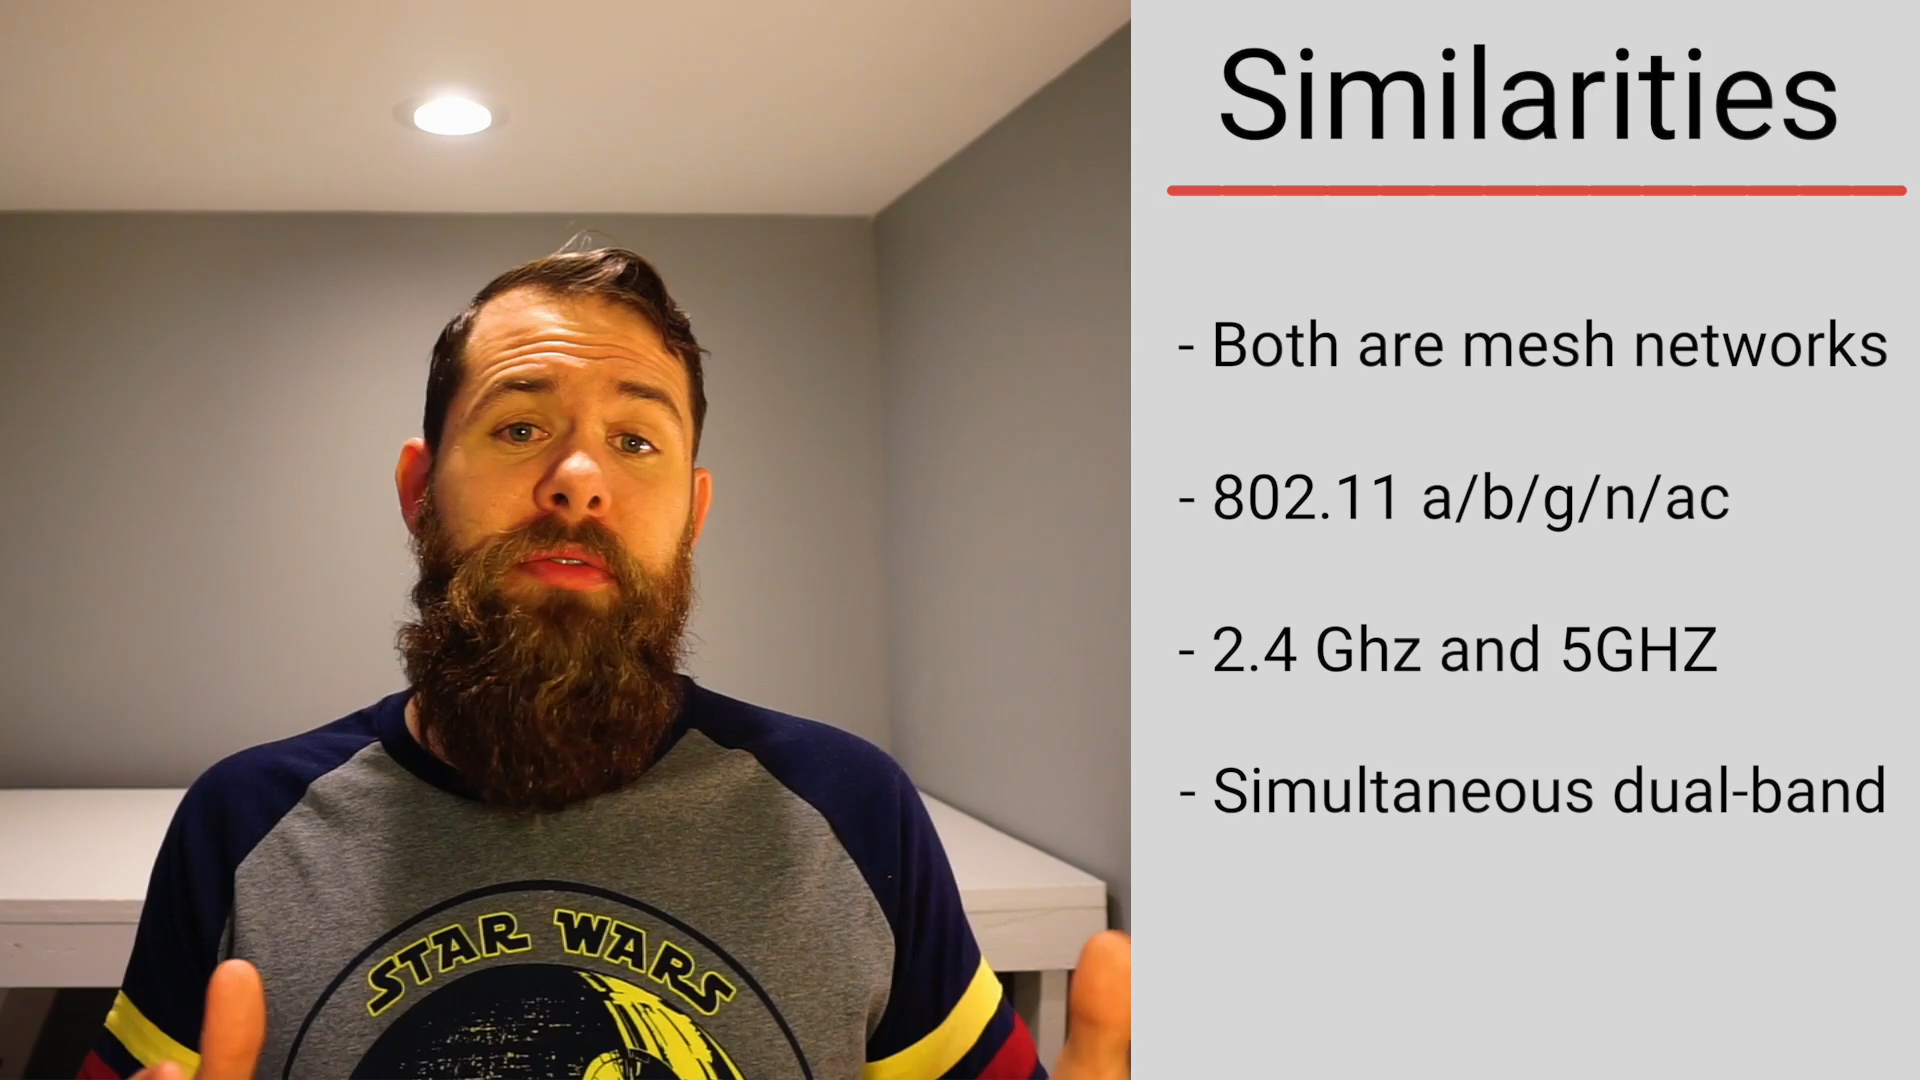 Similarities
- Both are mesh networks
- 802.11 a/b/g/n/ac
- 2.4 Ghz and 5GHZ
- Simultaneous dual-band
STAR WARS